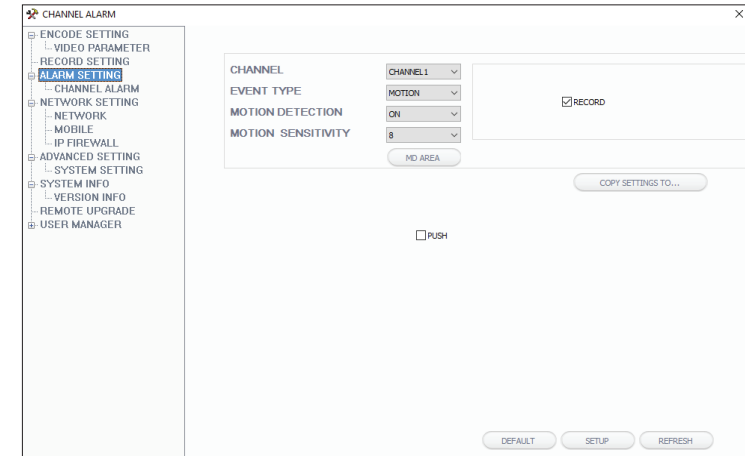 CHANNEL ALARM
ENCODE SETTING
VIDEO PARAMETER
RECORD SETTING
ALARM SETTING
CHANNEL ALARM
NETWORK SETTING
NETWORK
MOBILE
IP FIREWALL
ADVANCED SETTING
SYSTEM SETTING
SYSTEM INFO
VERSION INFO
REMOTE UPGRADE
USER MANAGER
CHANNEL CHANNEL1
EVENT TYPE MOTION
MOTION DETECTION ON
MOTION SENSITIVITY 8
MD AREA
RECORD
COPY SETTINGS TO...
PUSH
DEFAULT SETUP REFRESH